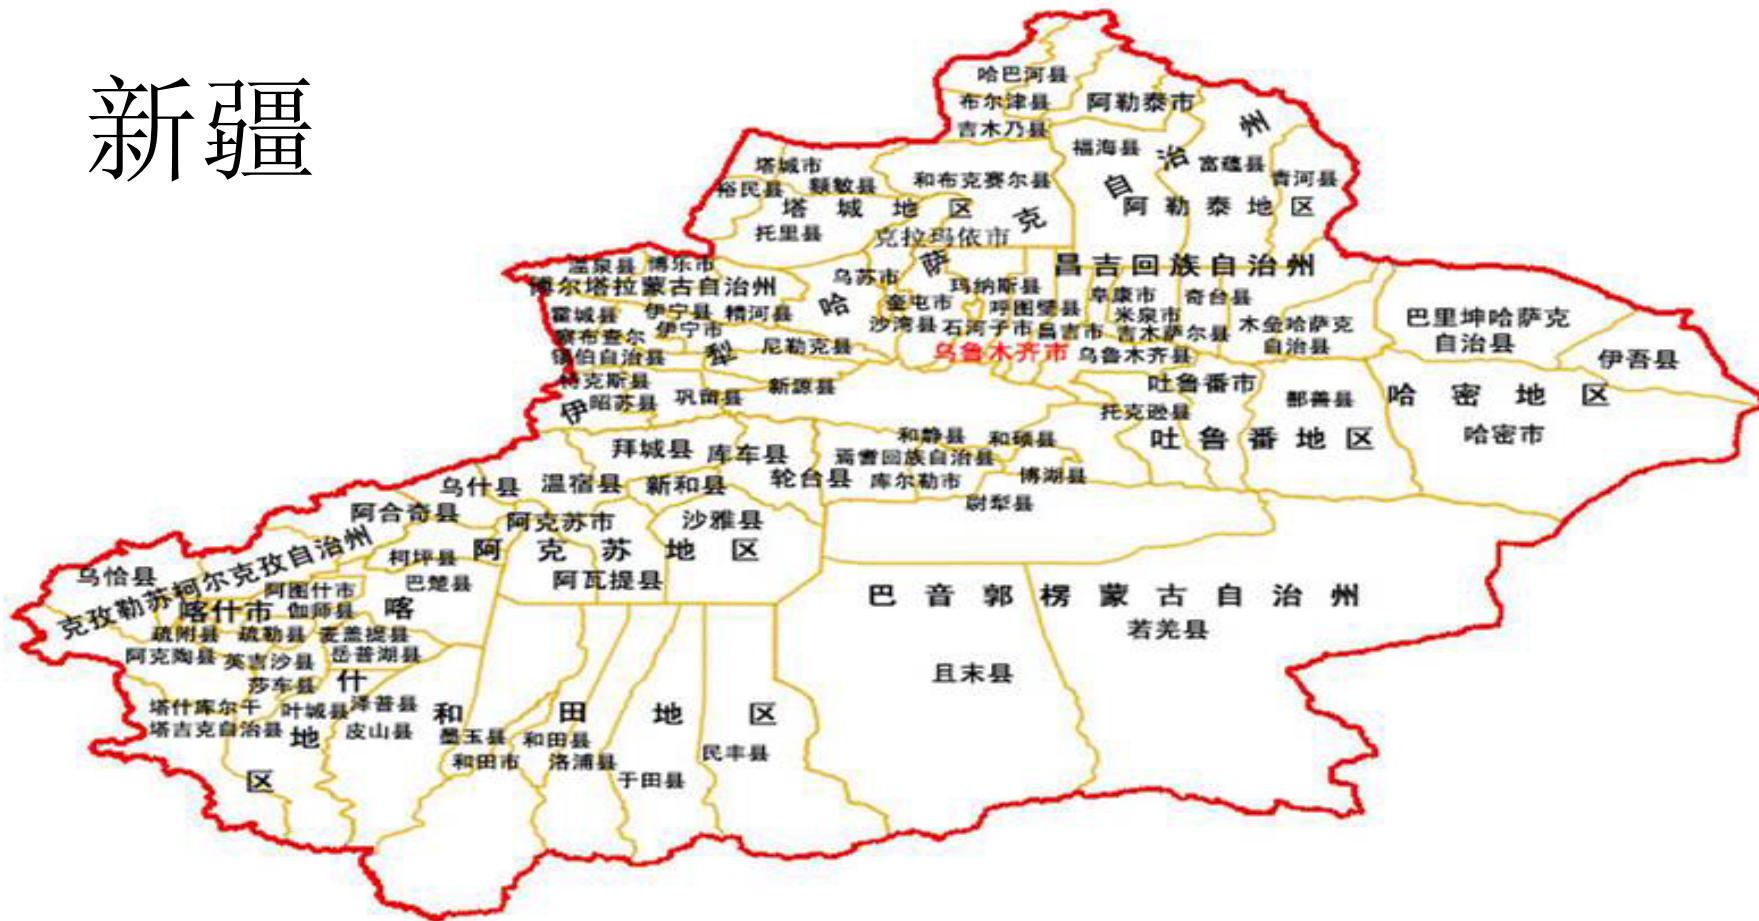 新疆
哈巴河县
布尔津县
阿勒泰市
吉木乃县
福海县
富蕴县
青河县
阿勒泰地区
塔城市
裕民县
额敏县
和布克赛尔县
塔城地区
托里县
克拉玛依市
伊犁哈萨克自治州
温泉县
博乐市
博尔塔拉蒙古自治州
乌苏市
昌吉回族自治州
玛纳斯县
奎屯市
呼图壁县
阜康市
奇台县
霍城县
伊宁县
精河县
沙湾县
石河子市
昌吉市
米泉市
吉木萨尔县
木垒哈萨克
自治县
巴里坤哈萨克
自治县
伊吾县
察布查尔
锡伯自治县
伊宁市
尼勒克县
乌鲁木齐市
乌鲁木齐县
特克斯县
昭苏县
巩留县
新源县
吐鲁番市
托克逊县
鄯善县
吐鲁番地区
哈密地区
哈密市
拜城县
库车县
和静县
和硕县
焉耆回族自治县
乌什县
温宿县
新和县
轮台县
库尔勒市
博湖县
尉犁县
阿合奇县
阿克苏市
沙雅县
柯坪县
阿克苏地区
阿瓦提县
乌恰县
克孜勒苏柯尔克孜自治州
阿图什市
巴楚县
喀什市
伽师县
喀什地区
疏附县
疏勒县
麦盖提县
阿克陶县
英吉沙县
岳普湖县
莎车县
塔什库尔干
塔吉克自治县
叶城县
泽普县
皮山县
和田地区
墨玉县
和田县
和田市
洛浦县
于田县
民丰县
巴音郭楞蒙古自治州
若羌县
且末县